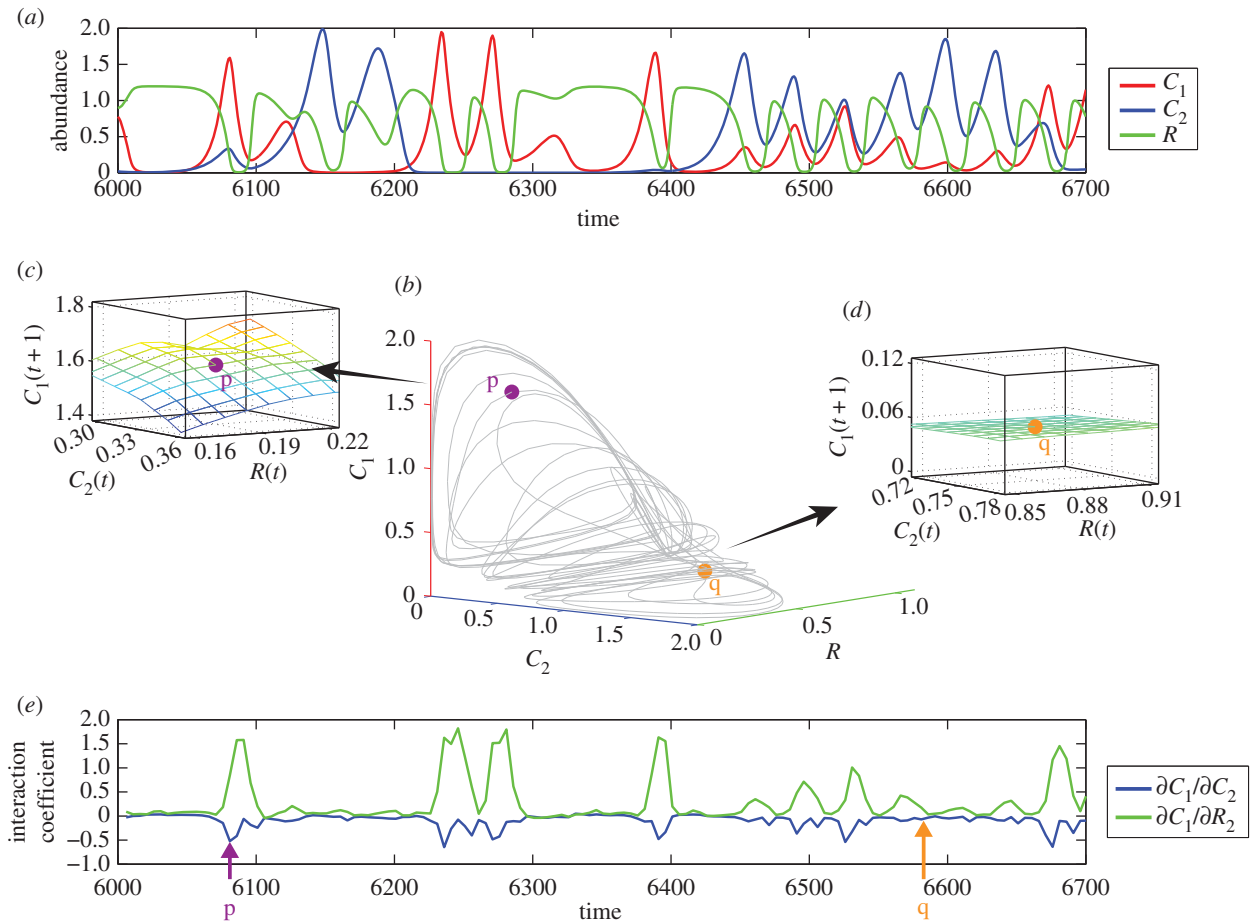 (a)
abundance
2.0
1.5
1.0
0.5
0
6000 6100 6200 6300 6400 6500 6600 6700
time
C₁
C₂
R
(c)
C₁(t + 1)
1.8
1.6
1.4
p
0.30
0.33
0.36
C₂(t)
0.16
0.19
0.22
R(t)
(b)
2.0
1.5
1.0
0.5
0
C₁
p
q
0 0.5 1.0 1.5 2.0
C₂
0 0.5 1.0
R
(d)
C₁(t + 1)
0.12
0.06
0
q
0.72
0.75
0.78
C₂(t)
0.85
0.88
0.91
R(t)
(e)
interaction
coefficient
2.0
1.5
1.0
0.5
0
−0.5
−1.0
6000 6100 6200 6300 6400 6500 6600 6700
p
time
q
∂C₁/∂C₂
∂C₁/∂R₂